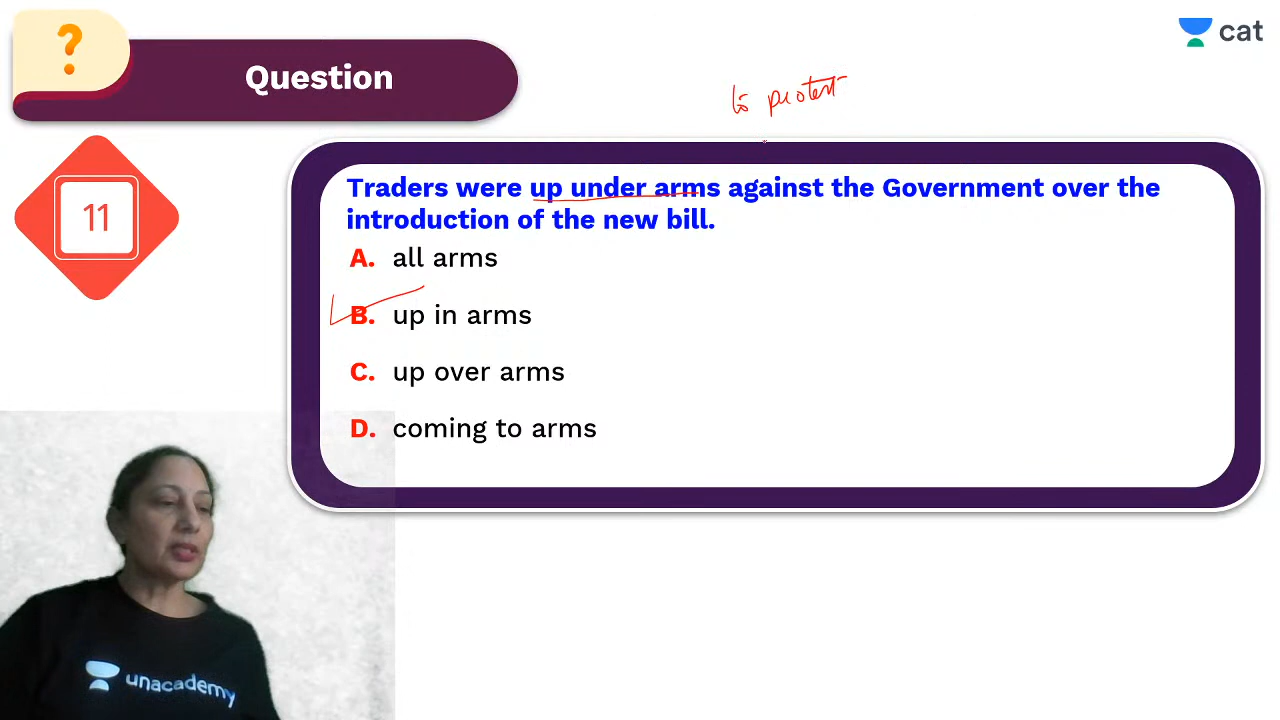 ?
Question
cat
to protest
11
Traders were up under arms against the Government over the
introduction of the new bill.
A. all arms
B. up in arms
C. up over arms
D. coming to arms
unacademy